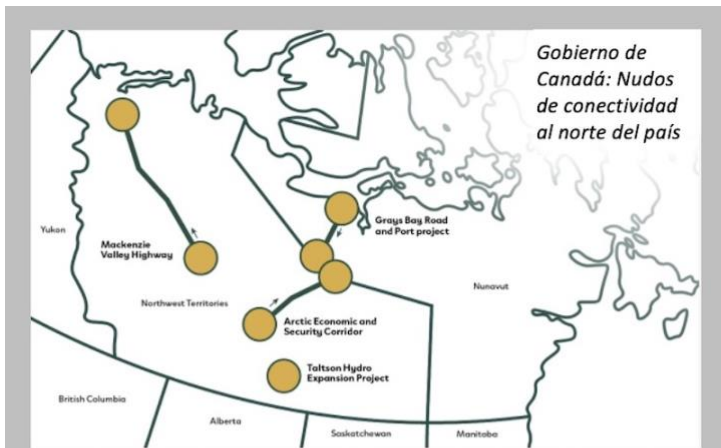 Gobierno de
Canadá: Nudos
de conectividad
al norte del país
Grays Bay Road
and Port project
Yukon
Mackenzie
Valley Highway
Nunavut
Northwest Territories
Arctic Economic and
Security Corridor
Taltson Hydro
Expansion Project
British Columbia
Alberta
Saskatchewan
Manitoba